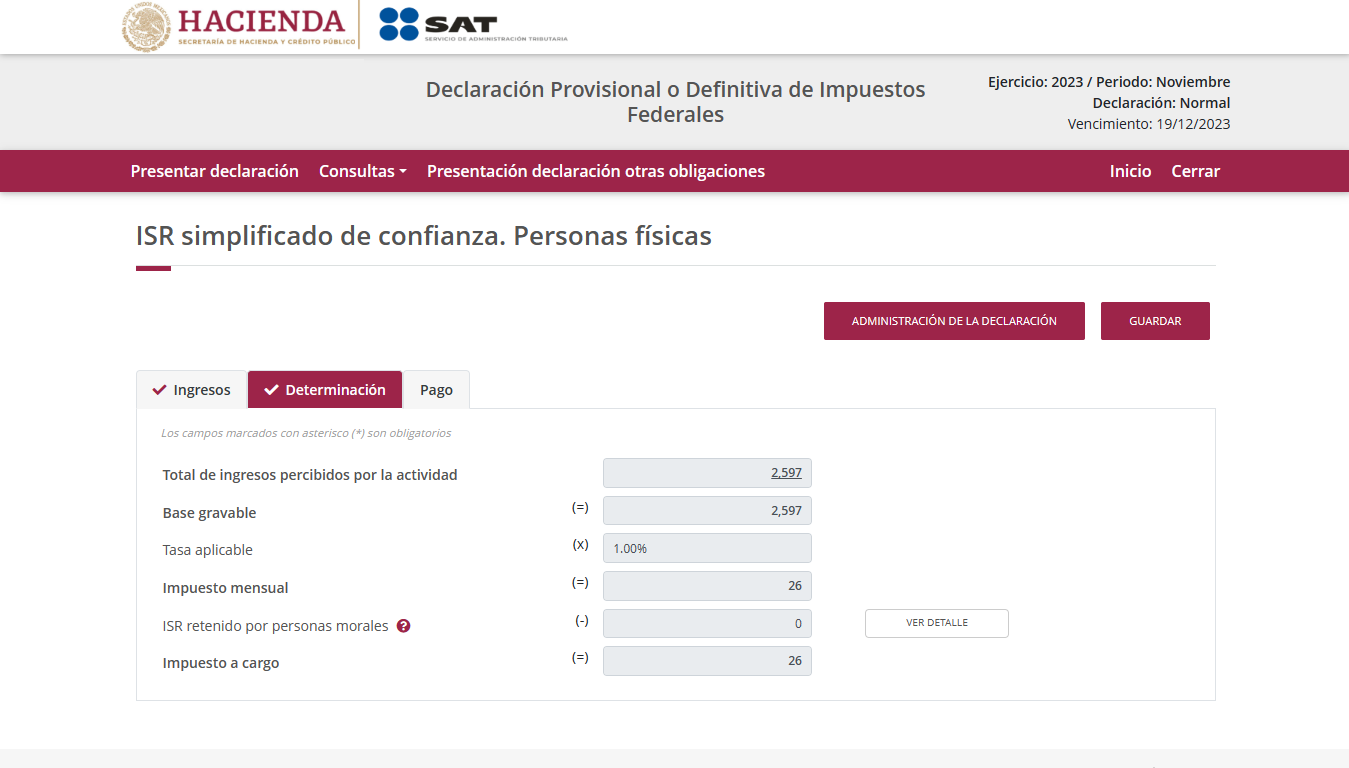 HACIENDA
SECRETARÍA DE HACIENDA Y CRÉDITO PÚBLICO
SAT
SERVICIO DE ADMINISTRACIÓN TRIBUTARIA
Declaración Provisional o Definitiva de Impuestos
Federales
Ejercicio: 2023 / Periodo: Noviembre
Declaración: Normal
Vencimiento: 19/12/2023
Presentar declaración Consultas Presentación declaración otras obligaciones Inicio Cerrar
ISR simplificado de confianza. Personas físicas
ADMINISTRACIÓN DE LA DECLARACIÓN GUARDAR
Ingresos Determinación Pago
Los campos marcados con asterisco (*) son obligatorios
Total de ingresos percibidos por la actividad 2,597
Base gravable (=) 2,597
Tasa aplicable (x) 1.00%
Impuesto mensual (=) 26
ISR retenido por personas morales ? (-) 0 VER DETALLE
Impuesto a cargo (=) 26